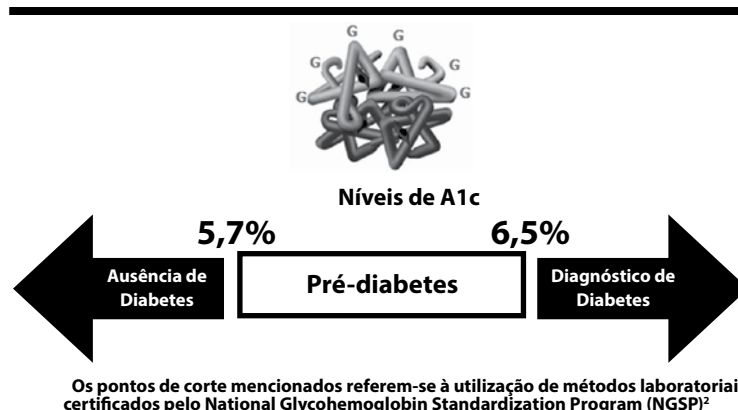 G G
G G
G G
Níveis de A1c
5,7% 6,5%
Ausência de
Diabetes
Pré-diabetes
Diagnóstico de
Diabetes
Os pontos de corte mencionados referem-se à utilização de métodos laboratoriai
certificados pelo National Glycohemoglobin Standardization Program (NGSP)²